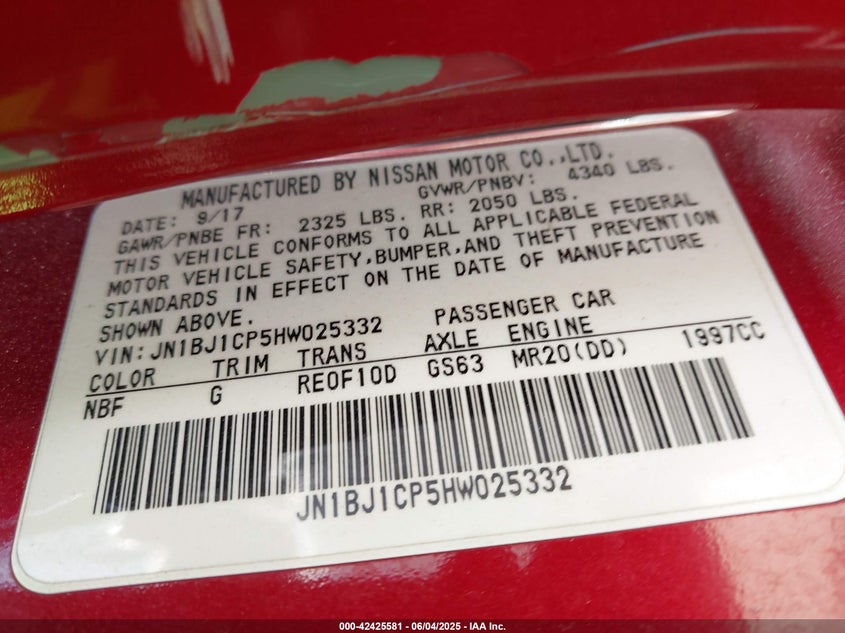 MANUFACTURED BY NISSAN MOTOR CO.,LTD.
DATE: 9/17 GVWR/PNBV: 4340 LBS.
GAWR/PNBE FR: 2325 LBS. RR: 2050 LBS.
THIS VEHICLE CONFORMS TO ALL APPLICABLE FEDERAL
MOTOR VEHICLE SAFETY,BUMPER,AND THEFT PREVENTION
STANDARDS IN EFFECT ON THE DATE OF MANUFACTURE
SHOWN ABOVE.
VIN: JN1BJ1CP5HW025332 PASSENGER CAR
COLOR TRIM TRANS AXLE ENGINE
NBF G RE0F10D GS63 MR20(DD) 1997CC
JN1BJ1CP5HW025332
000-42425581 | 06/04/2025 - IAA Inc.